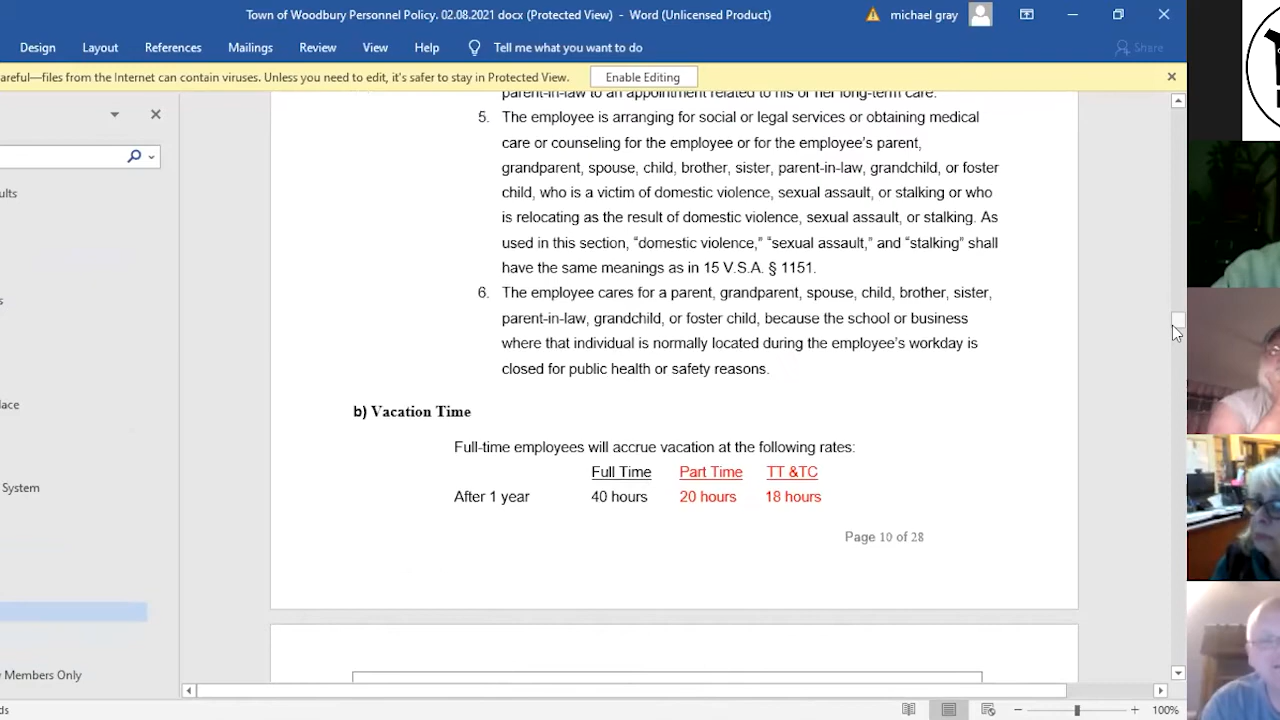 Town of Woodbury Personnel Policy. 02.08.2021 docx (Protected View) - Word (Unlicensed Product)
michael gray
Design Layout References Mailings Review View Help Tell me what you want to do Share
areful—files from the Internet can contain viruses. Unless you need to edit, it's safer to stay in Protected View. Enable Editing
parent-in-law to an appointment related to his or her long-term care.
5. The employee is arranging for social or legal services or obtaining medical
care or counseling for the employee or for the employee's parent,
grandparent, spouse, child, brother, sister, parent-in-law, grandchild, or foster
child, who is a victim of domestic violence, sexual assault, or stalking or who
is relocating as the result of domestic violence, sexual assault, or stalking. As
used in this section, “domestic violence,” “sexual assault,” and “stalking” shall
have the same meanings as in 15 V.S.A. § 1151.
6. The employee cares for a parent, grandparent, spouse, child, brother, sister,
parent-in-law, grandchild, or foster child, because the school or business
where that individual is normally located during the employee's workday is
closed for public health or safety reasons.
b) Vacation Time
Full-time employees will accrue vacation at the following rates:
Full Time Part Time TT &TC
After 1 year 40 hours 20 hours 18 hours
Page 10 of 28
ults
s
lace
System
Members Only
ds
100%